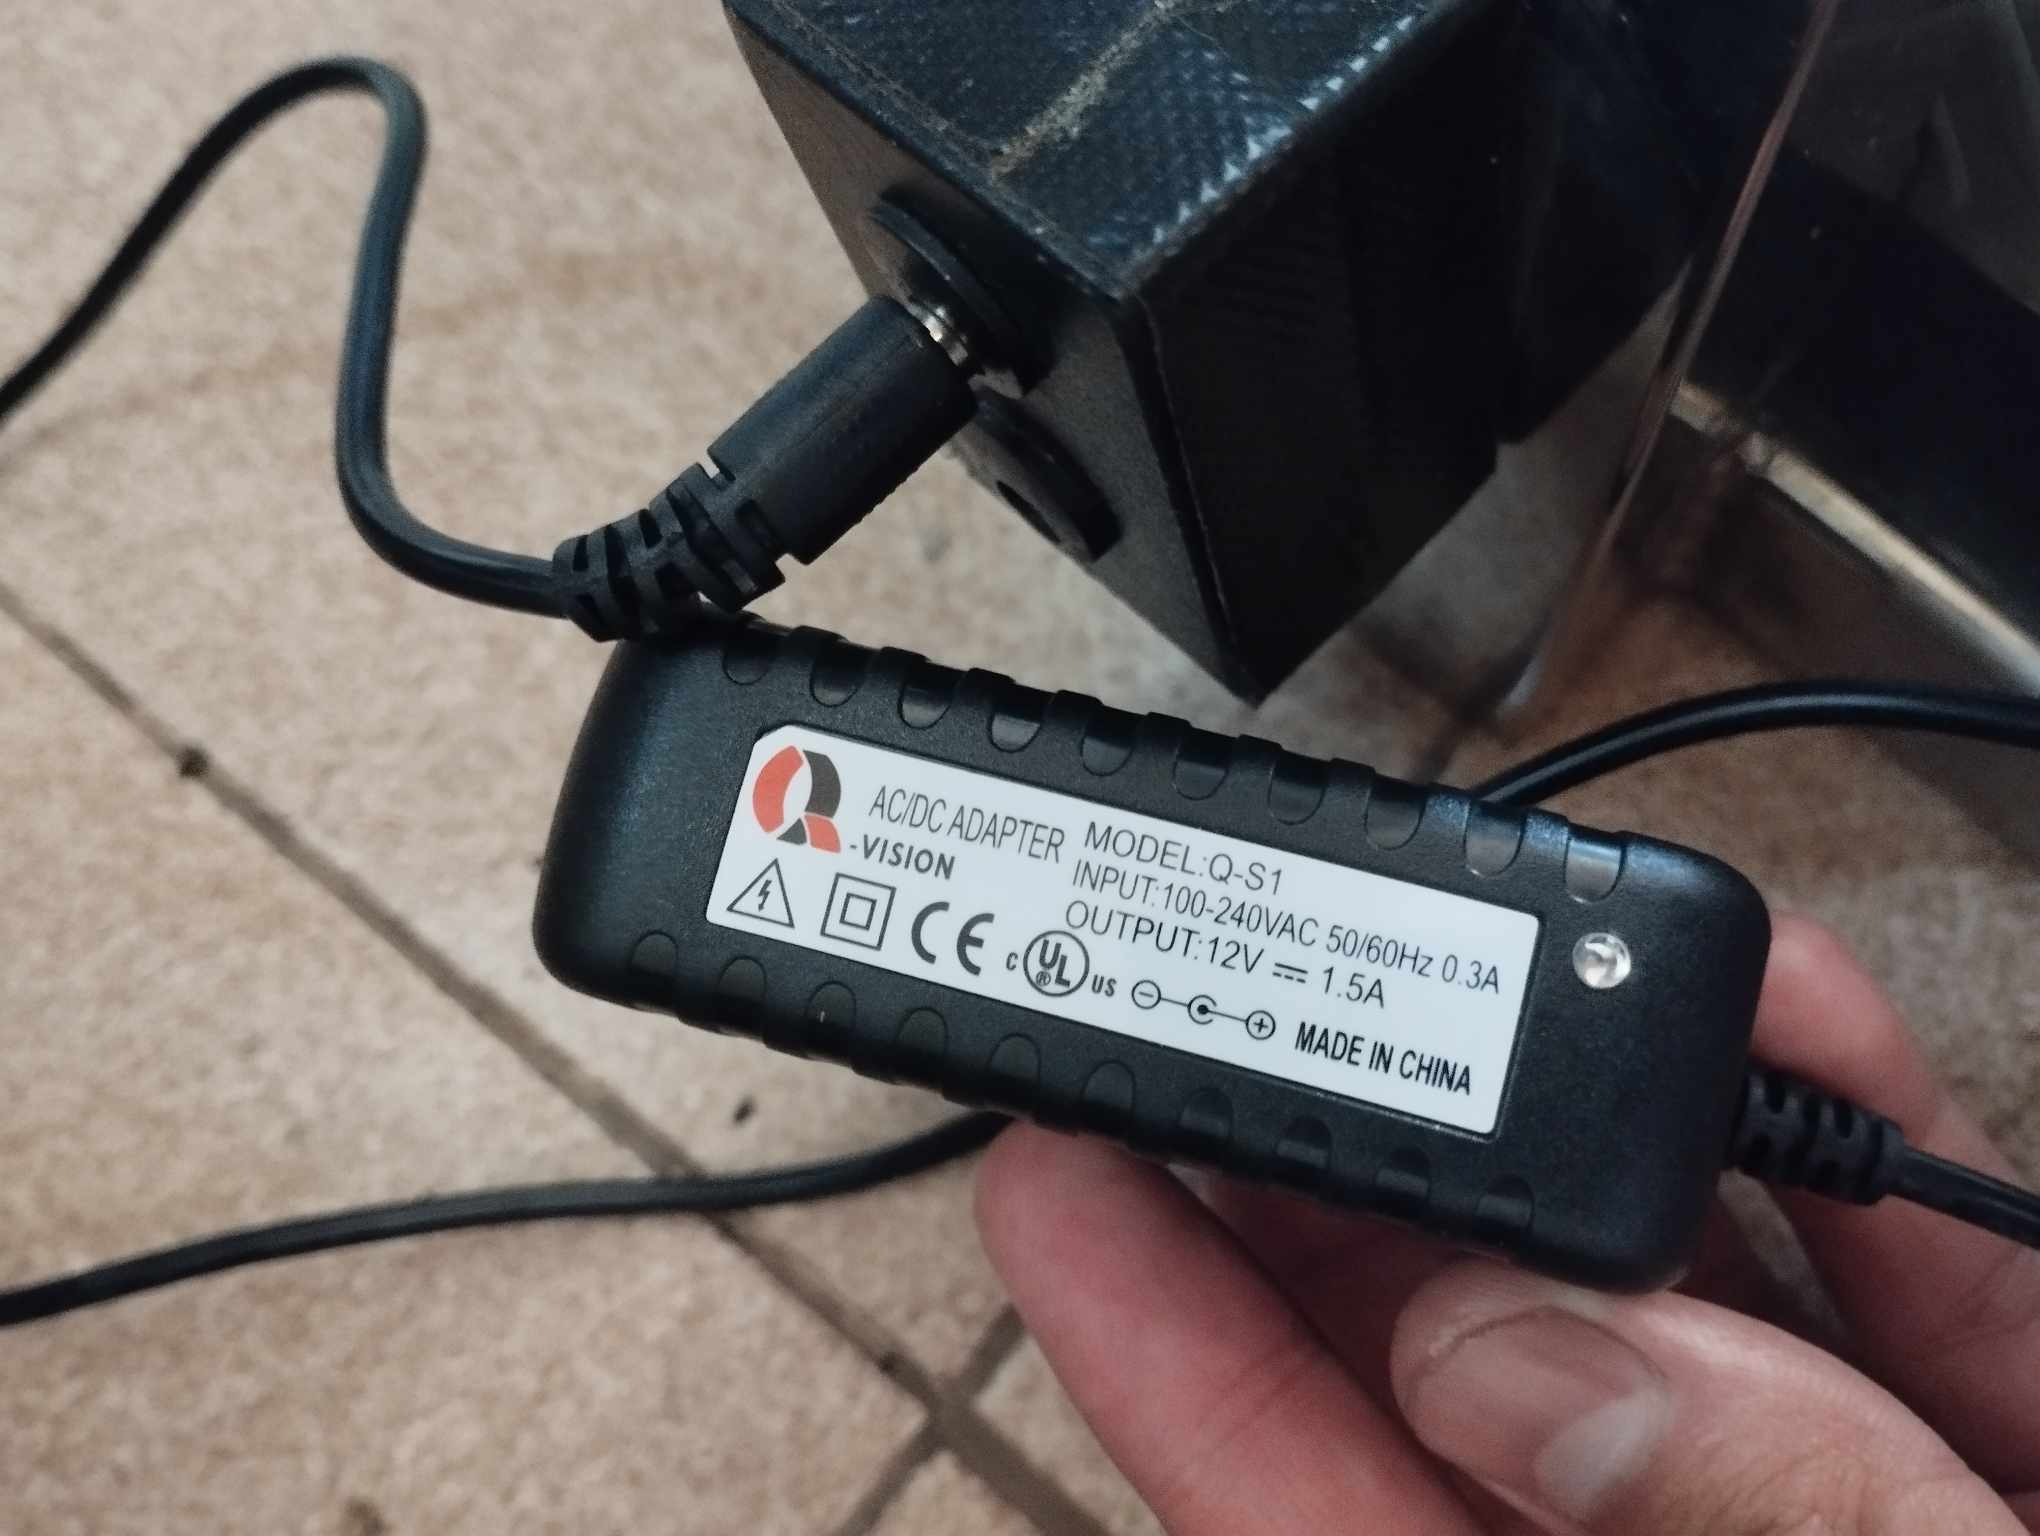 AC/DC ADAPTER
Q-VISION
MODEL:Q-S1
INPUT:100-240VAC 50/60Hz 0.3A
OUTPUT:12V ⎓ 1.5A
CE
c UL® US
MADE IN CHINA